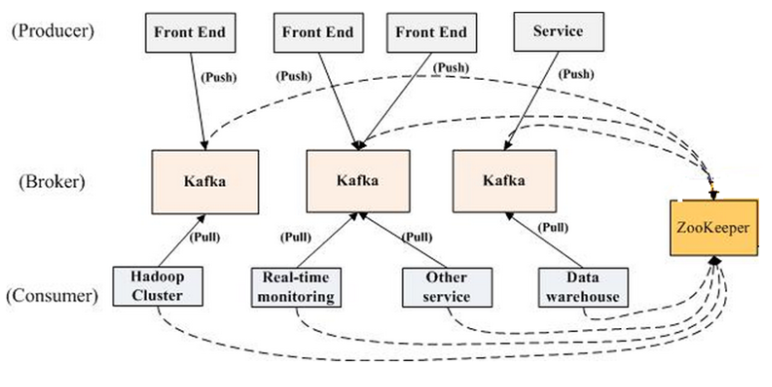 (Producer)
Front End
Front End
Front End
Service
(Push)
(Push)
(Push)
(Push)
(Broker)
Kafka
Kafka
Kafka
ZooKeeper
(Pull)
(Pull)
(Pull)
(Pull)
(Consumer)
Hadoop
Cluster
Real-time
monitoring
Other
service
Data
warehouse